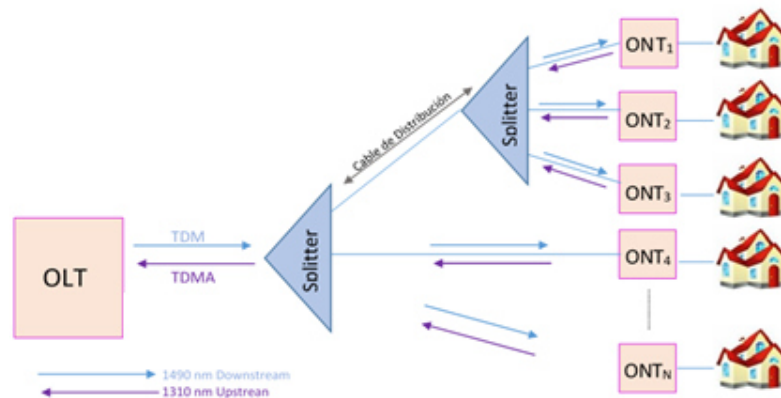 ONT1
Splitter
Cable de Distribución
ONT2
ONT3
TDM
OLT
TDMA
Splitter
ONT4
ONTN
1490 nm Downstream
1310 nm Upstrean